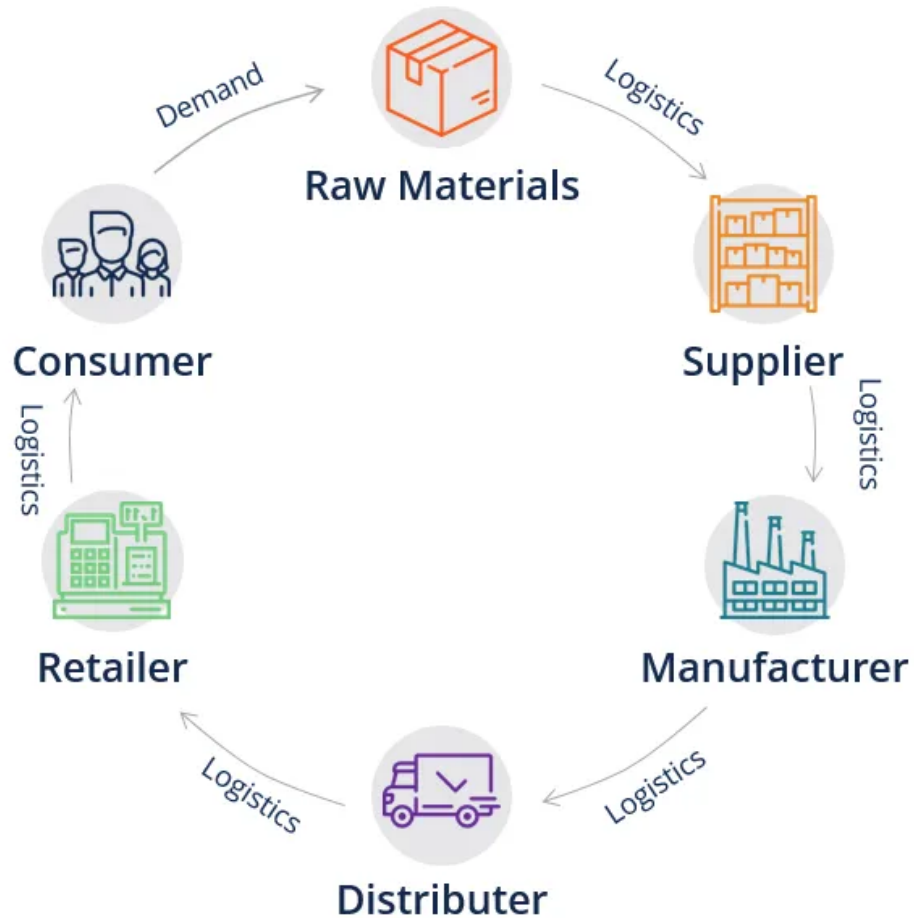 Demand
Logistics
Raw Materials
Consumer
Supplier
Logistics
Logistics
Retailer
Manufacturer
Logistics
Logistics
Distributer